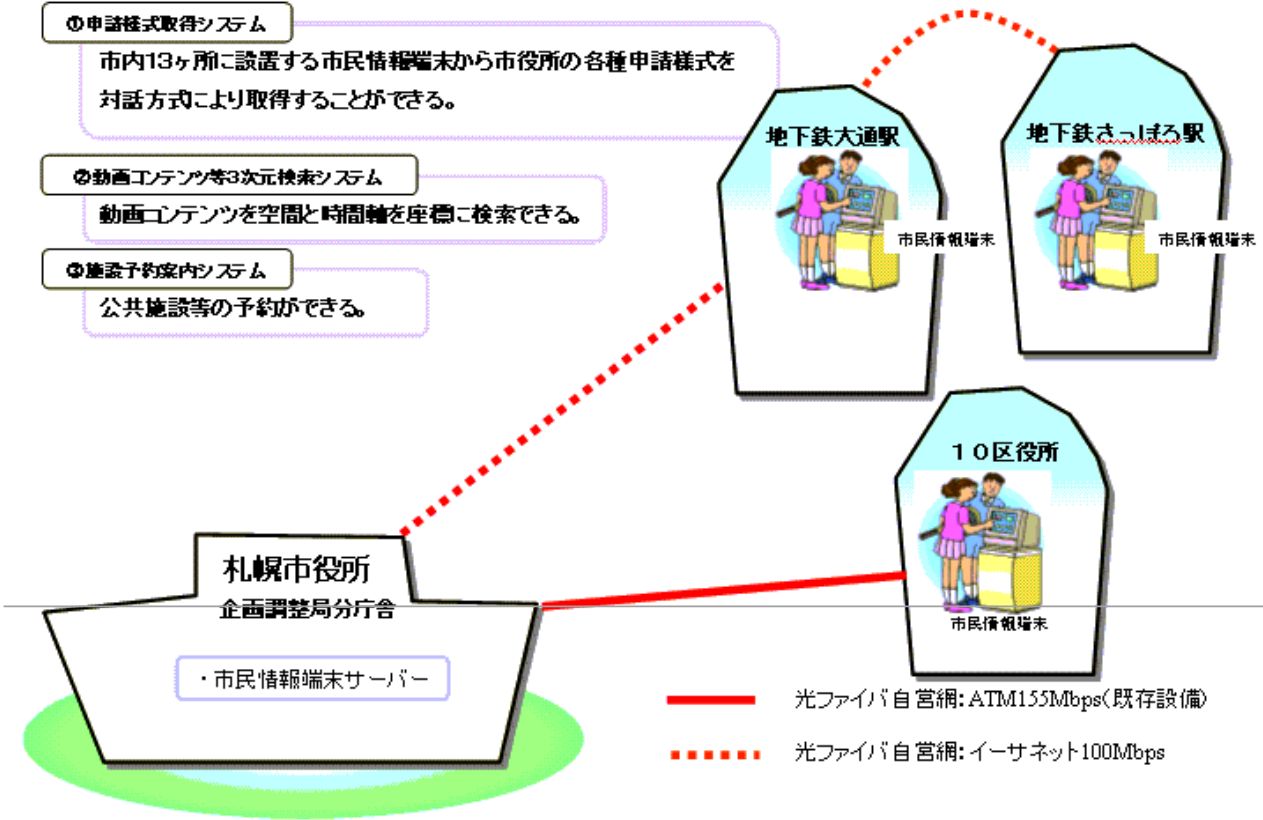 ①申請様式取得システム
市内13ヶ所に設置する市民情報端末から市役所の各種申請様式を
対話方式により取得することができる。
②動画コンテンツ等3次元検索システム
動画コンテンツを空間と時間軸を座標に検索できる。
③施設予約案内システム
公共施設等の予約ができる。
地下鉄大通駅
市民情報端末
地下鉄さっぽろ駅
市民情報端末
10区役所
市民情報端末
札幌市役所
企画調整局分庁舎
・市民情報端末サーバー
光ファイバ自営網:ATM155Mbps(既存設備)
光ファイバ自営網:イーサネット100Mbps